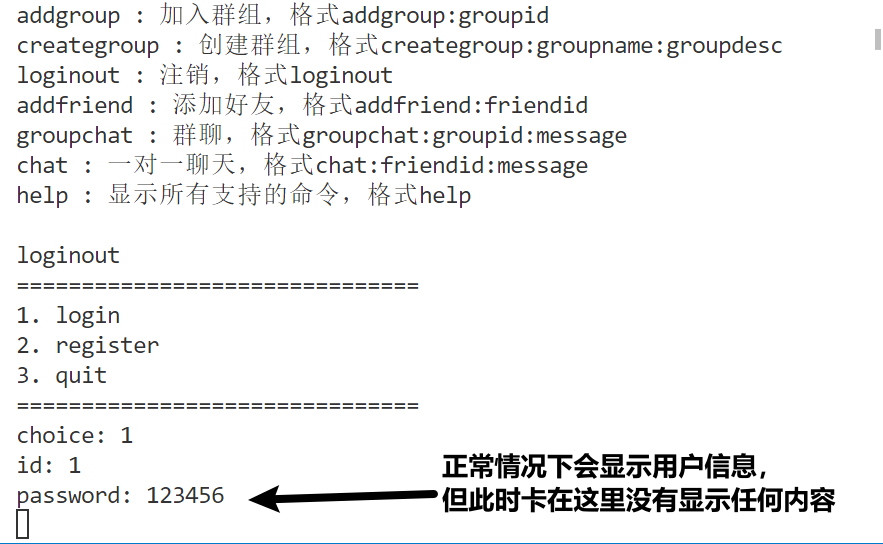 addgroup : 加入群组，格式addgroup:groupid
creategroup : 创建群组，格式creategroup:groupname:groupdesc
loginout : 注销，格式loginout
addfriend : 添加好友，格式addfriend:friendid
groupchat : 群聊，格式groupchat:groupid:message
chat : 一对一聊天，格式chat:friendid:message
help : 显示所有支持的命令，格式help
loginout
===============================
1. login
2. register
3. quit
===============================
choice: 1
id: 1
password: 123456
正常情况下会显示用户信息，
但此时卡在这里没有显示任何内容